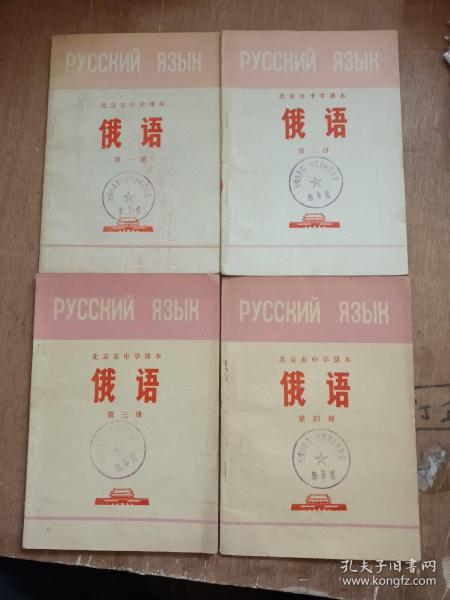 РУССКИЙ ЯЗЫК
北京市中学课本
俄语
第一册
РУССКИЙ ЯЗЫК
北京市中学课本
俄语
第二册
РУССКИЙ ЯЗЫК
北京市中学课本
俄语
第三册
РУССКИЙ ЯЗЫК
北京市中学课本
俄语
第四册
孔夫子旧书网
www.kongfz.com